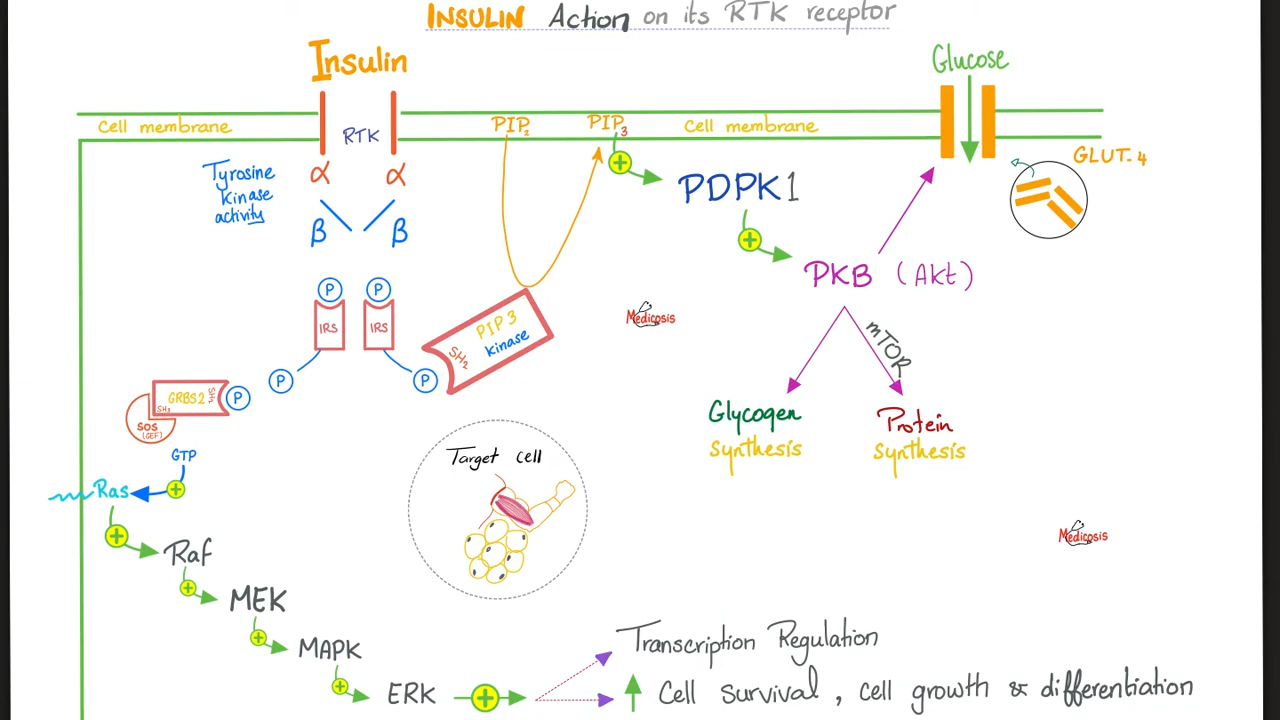 INSULIN Action on its RTK receptor
Insulin
Glucose
Cell membrane
RTK
PIP2
PIP3
Cell membrane
GLUT-4
Tyrosine
kinase
activity
α
α
β
β
PDPK1
PKB (Akt)
mTOR
Glycogen
synthesis
Protein
synthesis
P
P
IRS
IRS
P
P
SH2
PIP3
kinase
Medicosis
GRBS2
SH2
SH3
P
SOS
(GEF)
GTP
Ras
Target cell
Raf
MEK
MAPK
ERK
Transcription Regulation
Cell survival, cell growth & differentiation
Medicosis